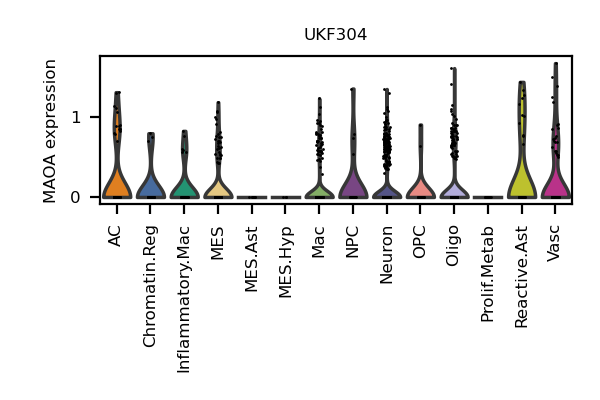 UKF304
MAOA expression
1
0
AC
Chromatin.Reg
Inflammatory.Mac
MES
MES.Ast
MES.Hyp
Mac
NPC
Neuron
OPC
Oligo
Prolif.Metab
Reactive.Ast
Vasc